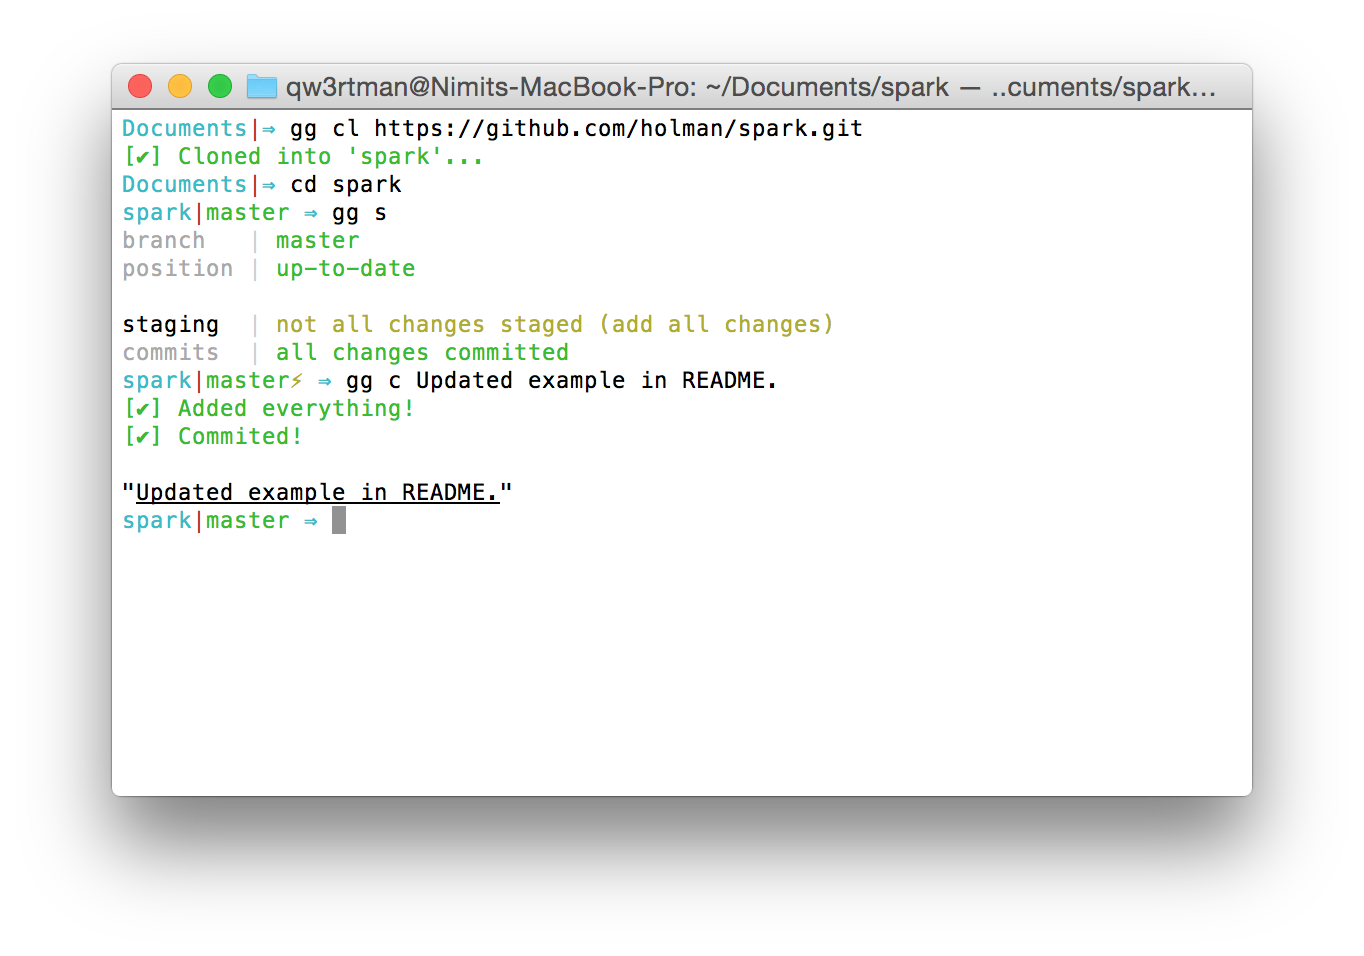 qw3rtman@Nimits-MacBook-Pro: ~/Documents/spark — ..cuments/spark...
Documents|⇒ gg cl https://github.com/holman/spark.git
[✔] Cloned into 'spark'...
Documents|⇒ cd spark
spark|master ⇒ gg s
branch   | master
position | up-to-date
staging  | not all changes staged (add all changes)
commits  | all changes committed
spark|master⚡ ⇒ gg c Updated example in README.
[✔] Added everything!
[✔] Commited!
"Updated example in README."
spark|master ⇒